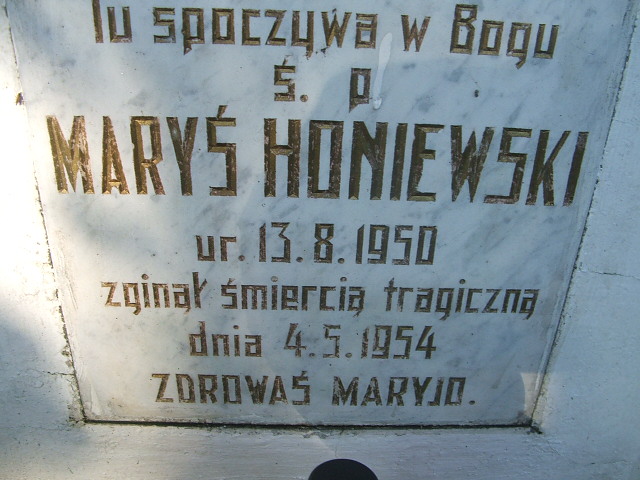 Tu spoczywa w Bogu
Ś. p.
MARYŚ HONIEWSKI
ur. 13. 8. 1950
zginął śmiercią tragiczną
dnia 4. 5. 1954
ZDROWAŚ MARYJO.